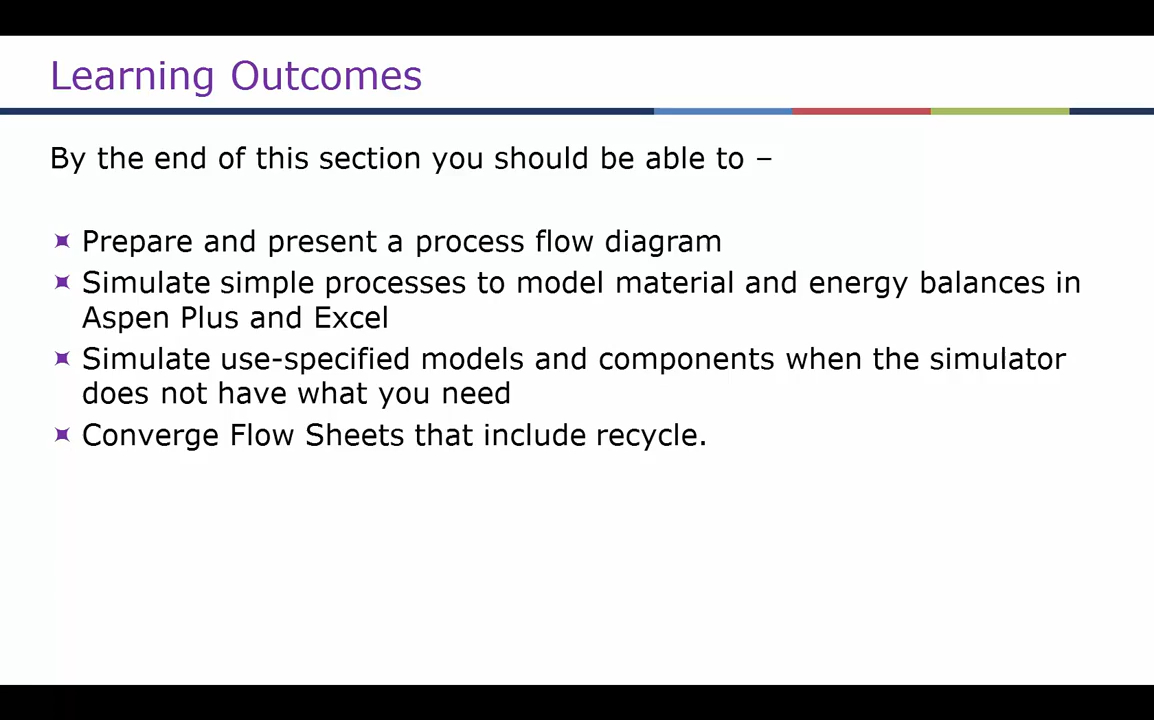 Learning Outcomes
By the end of this section you should be able to –
Prepare and present a process flow diagram
Simulate simple processes to model material and energy balances in
Aspen Plus and Excel
Simulate use-specified models and components when the simulator
does not have what you need
Converge Flow Sheets that include recycle.